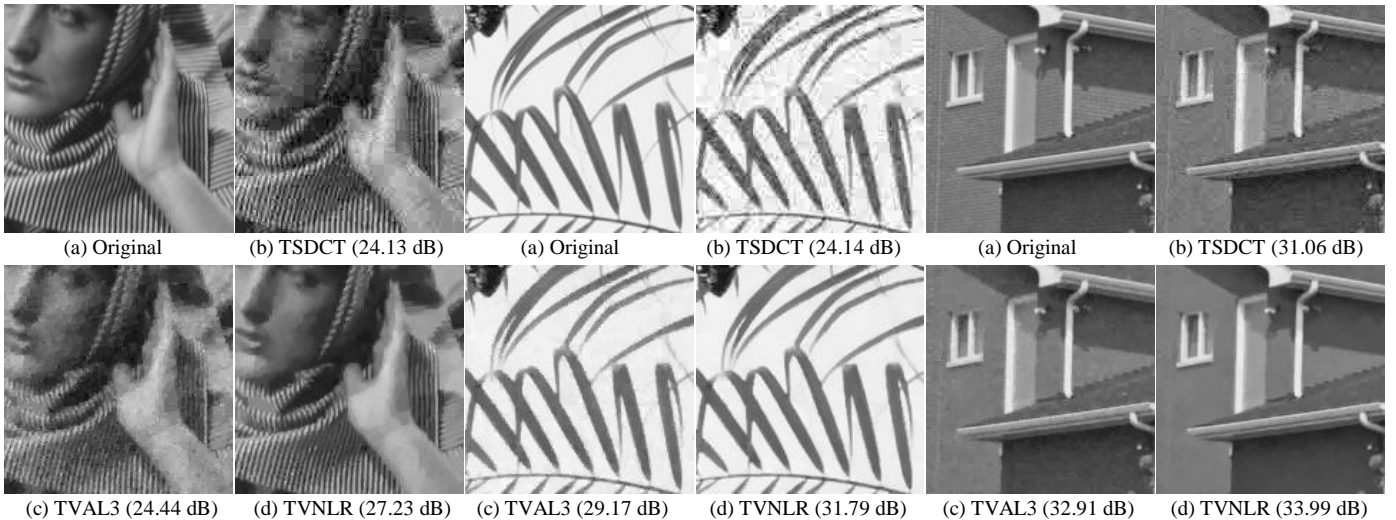 (a) Original (b) TSDCT (24.13 dB) (a) Original (b) TSDCT (24.14 dB) (a) Original (b) TSDCT (31.06 dB)
(c) TVAL3 (24.44 dB) (d) TVNLR (27.23 dB) (c) TVAL3 (29.17 dB) (d) TVNLR (31.79 dB) (c) TVAL3 (32.91 dB) (d) TVNLR (33.99 dB)